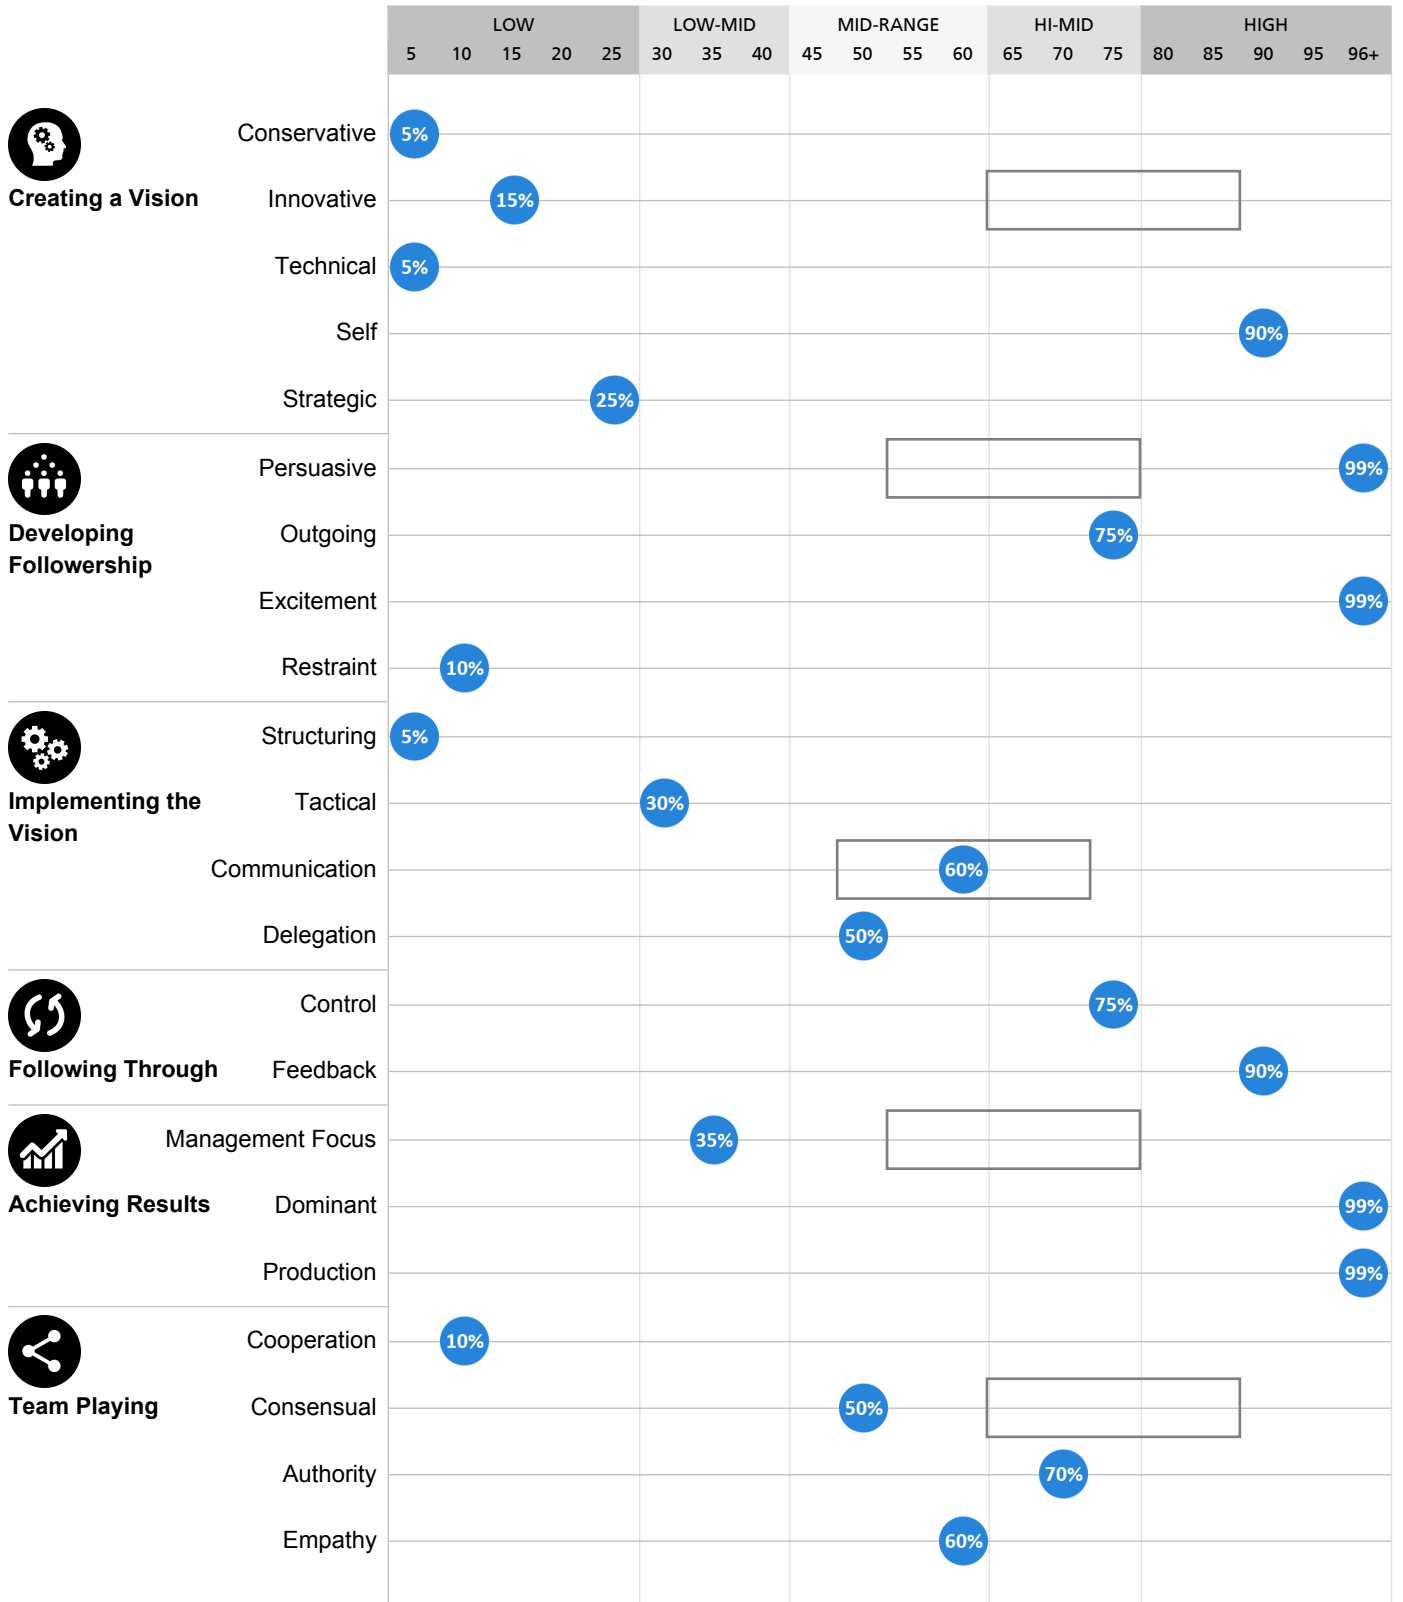 LOW LOW-MID MID-RANGE HI-MID HIGH
5 10 15 20 25 30 35 40 45 50 55 60 65 70 75 80 85 90 95 96+
Conservative 5%
Creating a Vision Innovative 15%
Technical 5%
Self 90%
Strategic 25%
Persuasive 99%
Developing Outgoing 75%
Followership
Excitement 99%
Restraint 10%
Structuring 5%
Implementing the Tactical 30%
Vision
Communication 60%
Delegation 50%
Control 75%
Following Through Feedback 90%
Management Focus 35%
Achieving Results Dominant 99%
Production 99%
Cooperation 10%
Team Playing Consensual 50%
Authority 70%
Empathy 60%